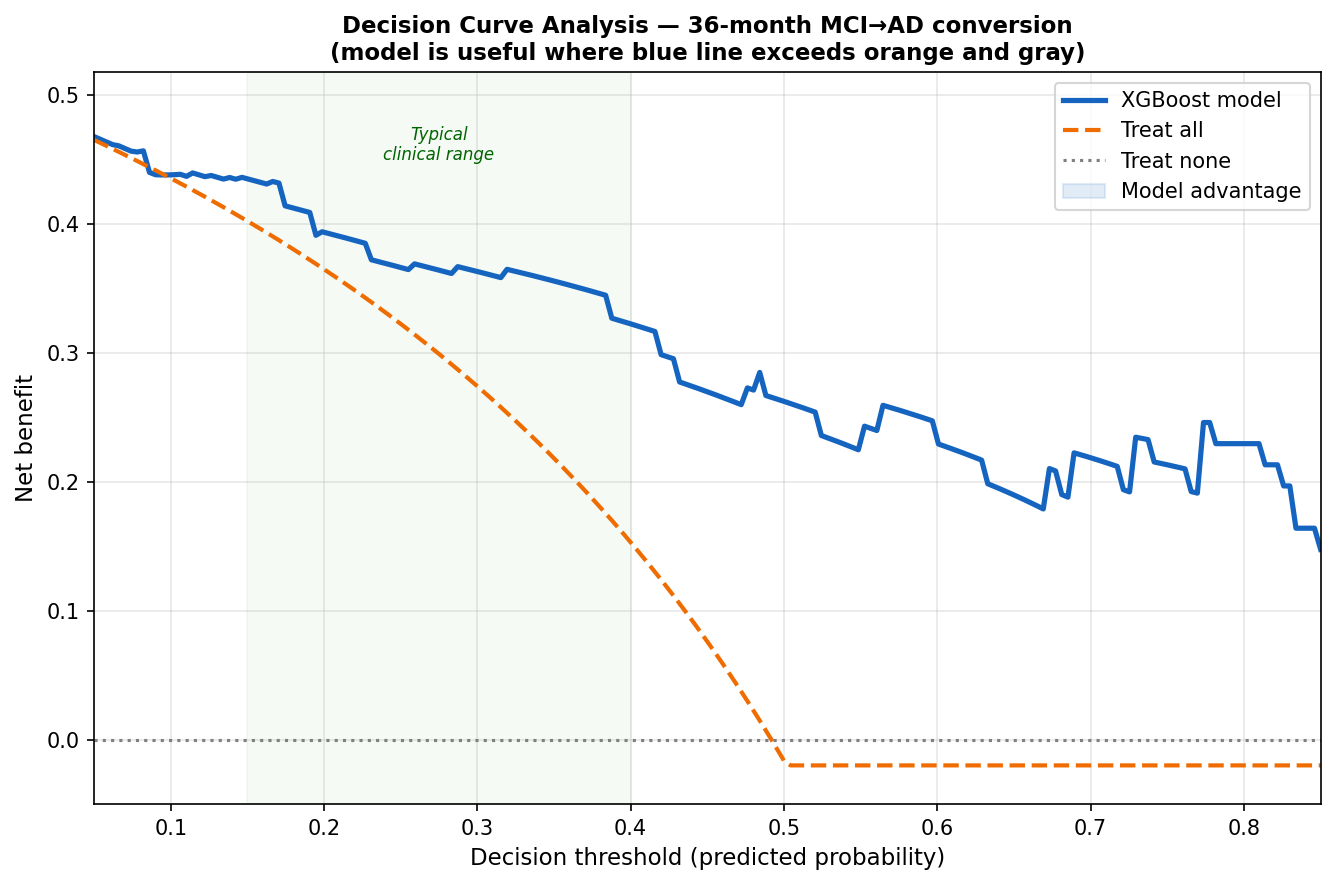 Decision Curve Analysis — 36-month MCI→AD conversion
(model is useful where blue line exceeds orange and gray)
XGBoost model
Treat all
Treat none
Model advantage
Typical
clinical range
Net benefit
0.5
0.4
0.3
0.2
0.1
0.0
0.1
0.2
0.3
0.4
0.5
0.6
0.7
0.8
Decision threshold (predicted probability)